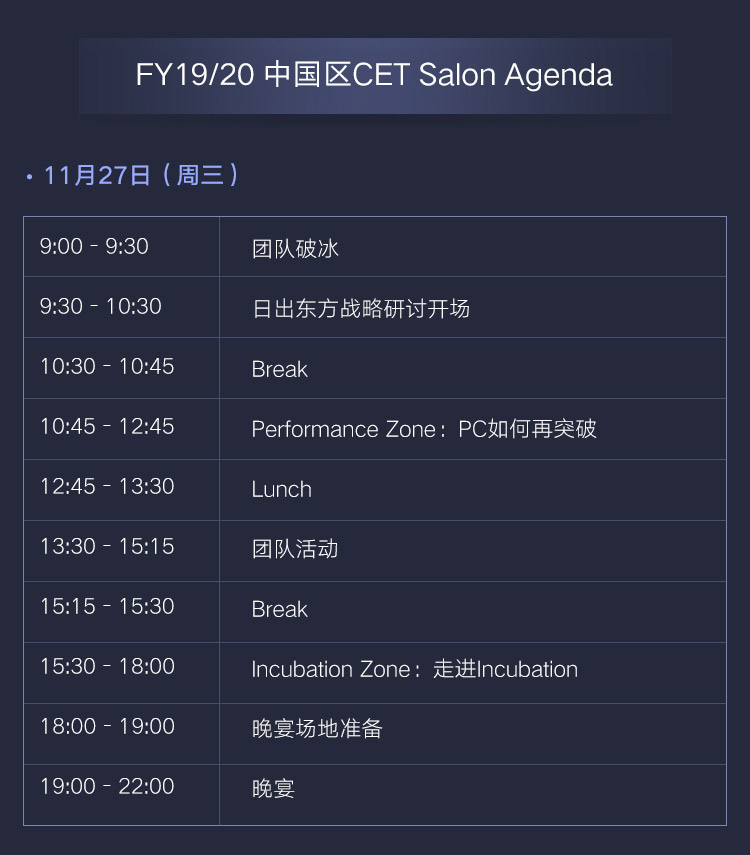 FY19/20 中国区CET Salon Agenda
• 11月27日（周三）
9:00 - 9:30 团队破冰
9:30 - 10:30 日出东方战略研讨开场
10:30 - 10:45 Break
10:45 - 12:45 Performance Zone：PC如何再突破
12:45 - 13:30 Lunch
13:30 - 15:15 团队活动
15:15 - 15:30 Break
15:30 - 18:00 Incubation Zone：走进Incubation
18:00 - 19:00 晚宴场地准备
19:00 - 22:00 晚宴